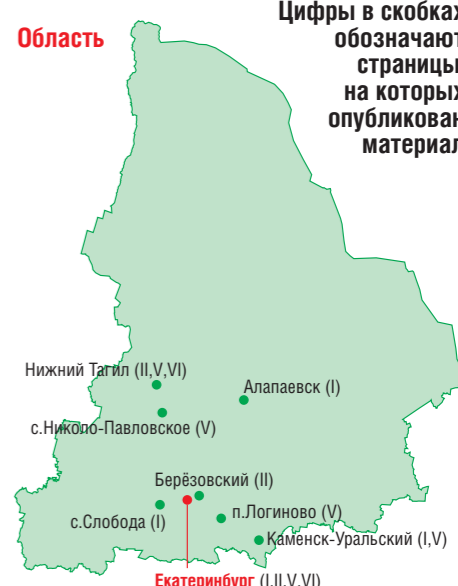 Область
Цифры в скобках
обозначают
страницы,
на которых
опубликован
материал
Нижний Тагил (II,V,VI)
Алапаевск (I)
с.Николо-Павловское (V)
Берёзовский (II)
с.Слобода (I)
п.Логиново (V)
Каменск-Уральский (I,V)
Екатеринбург (I,II,V,VI)